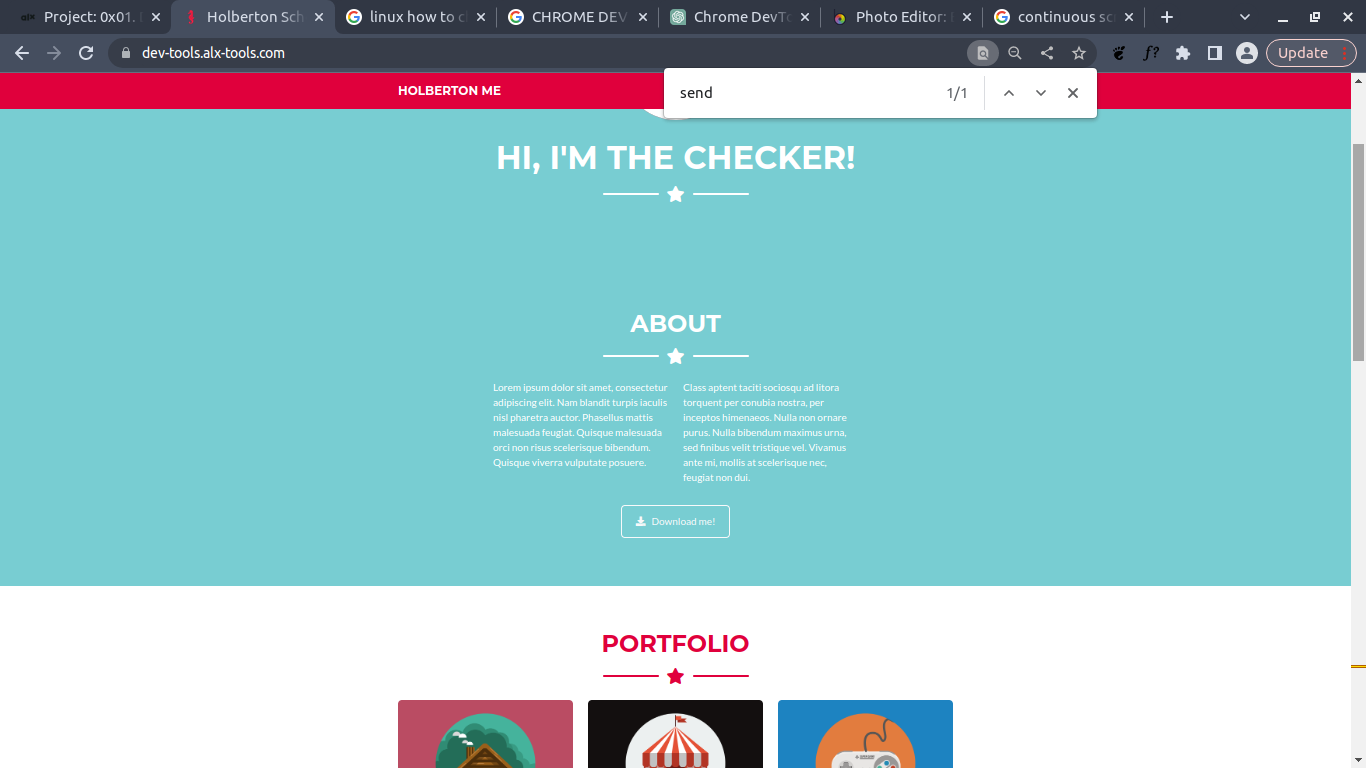 alx Project: 0x01.
Holberton Sch
linux how to c
CHROME DEV
Chrome DevTo
Photo Editor:
continuous sc
dev-tools.alx-tools.com
f?
Update
HOLBERTON ME
send
1/1
HI, I'M THE CHECKER!
ABOUT
Lorem ipsum dolor sit amet, consectetur
adipiscing elit. Nam blandit turpis iaculis
nisl pharetra auctor. Phasellus mattis
malesuada feugiat. Quisque malesuada
orci non risus scelerisque bibendum.
Quisque viverra vulputate posuere.
Class aptent taciti sociosqu ad litora
torquent per conubia nostra, per
inceptos himenaeos. Nulla non ornare
purus. Nulla bibendum maximus urna,
sed finibus velit tristique vel. Vivamus
ante mi, mollis at scelerisque nec,
feugiat non dui.
Download me!
PORTFOLIO